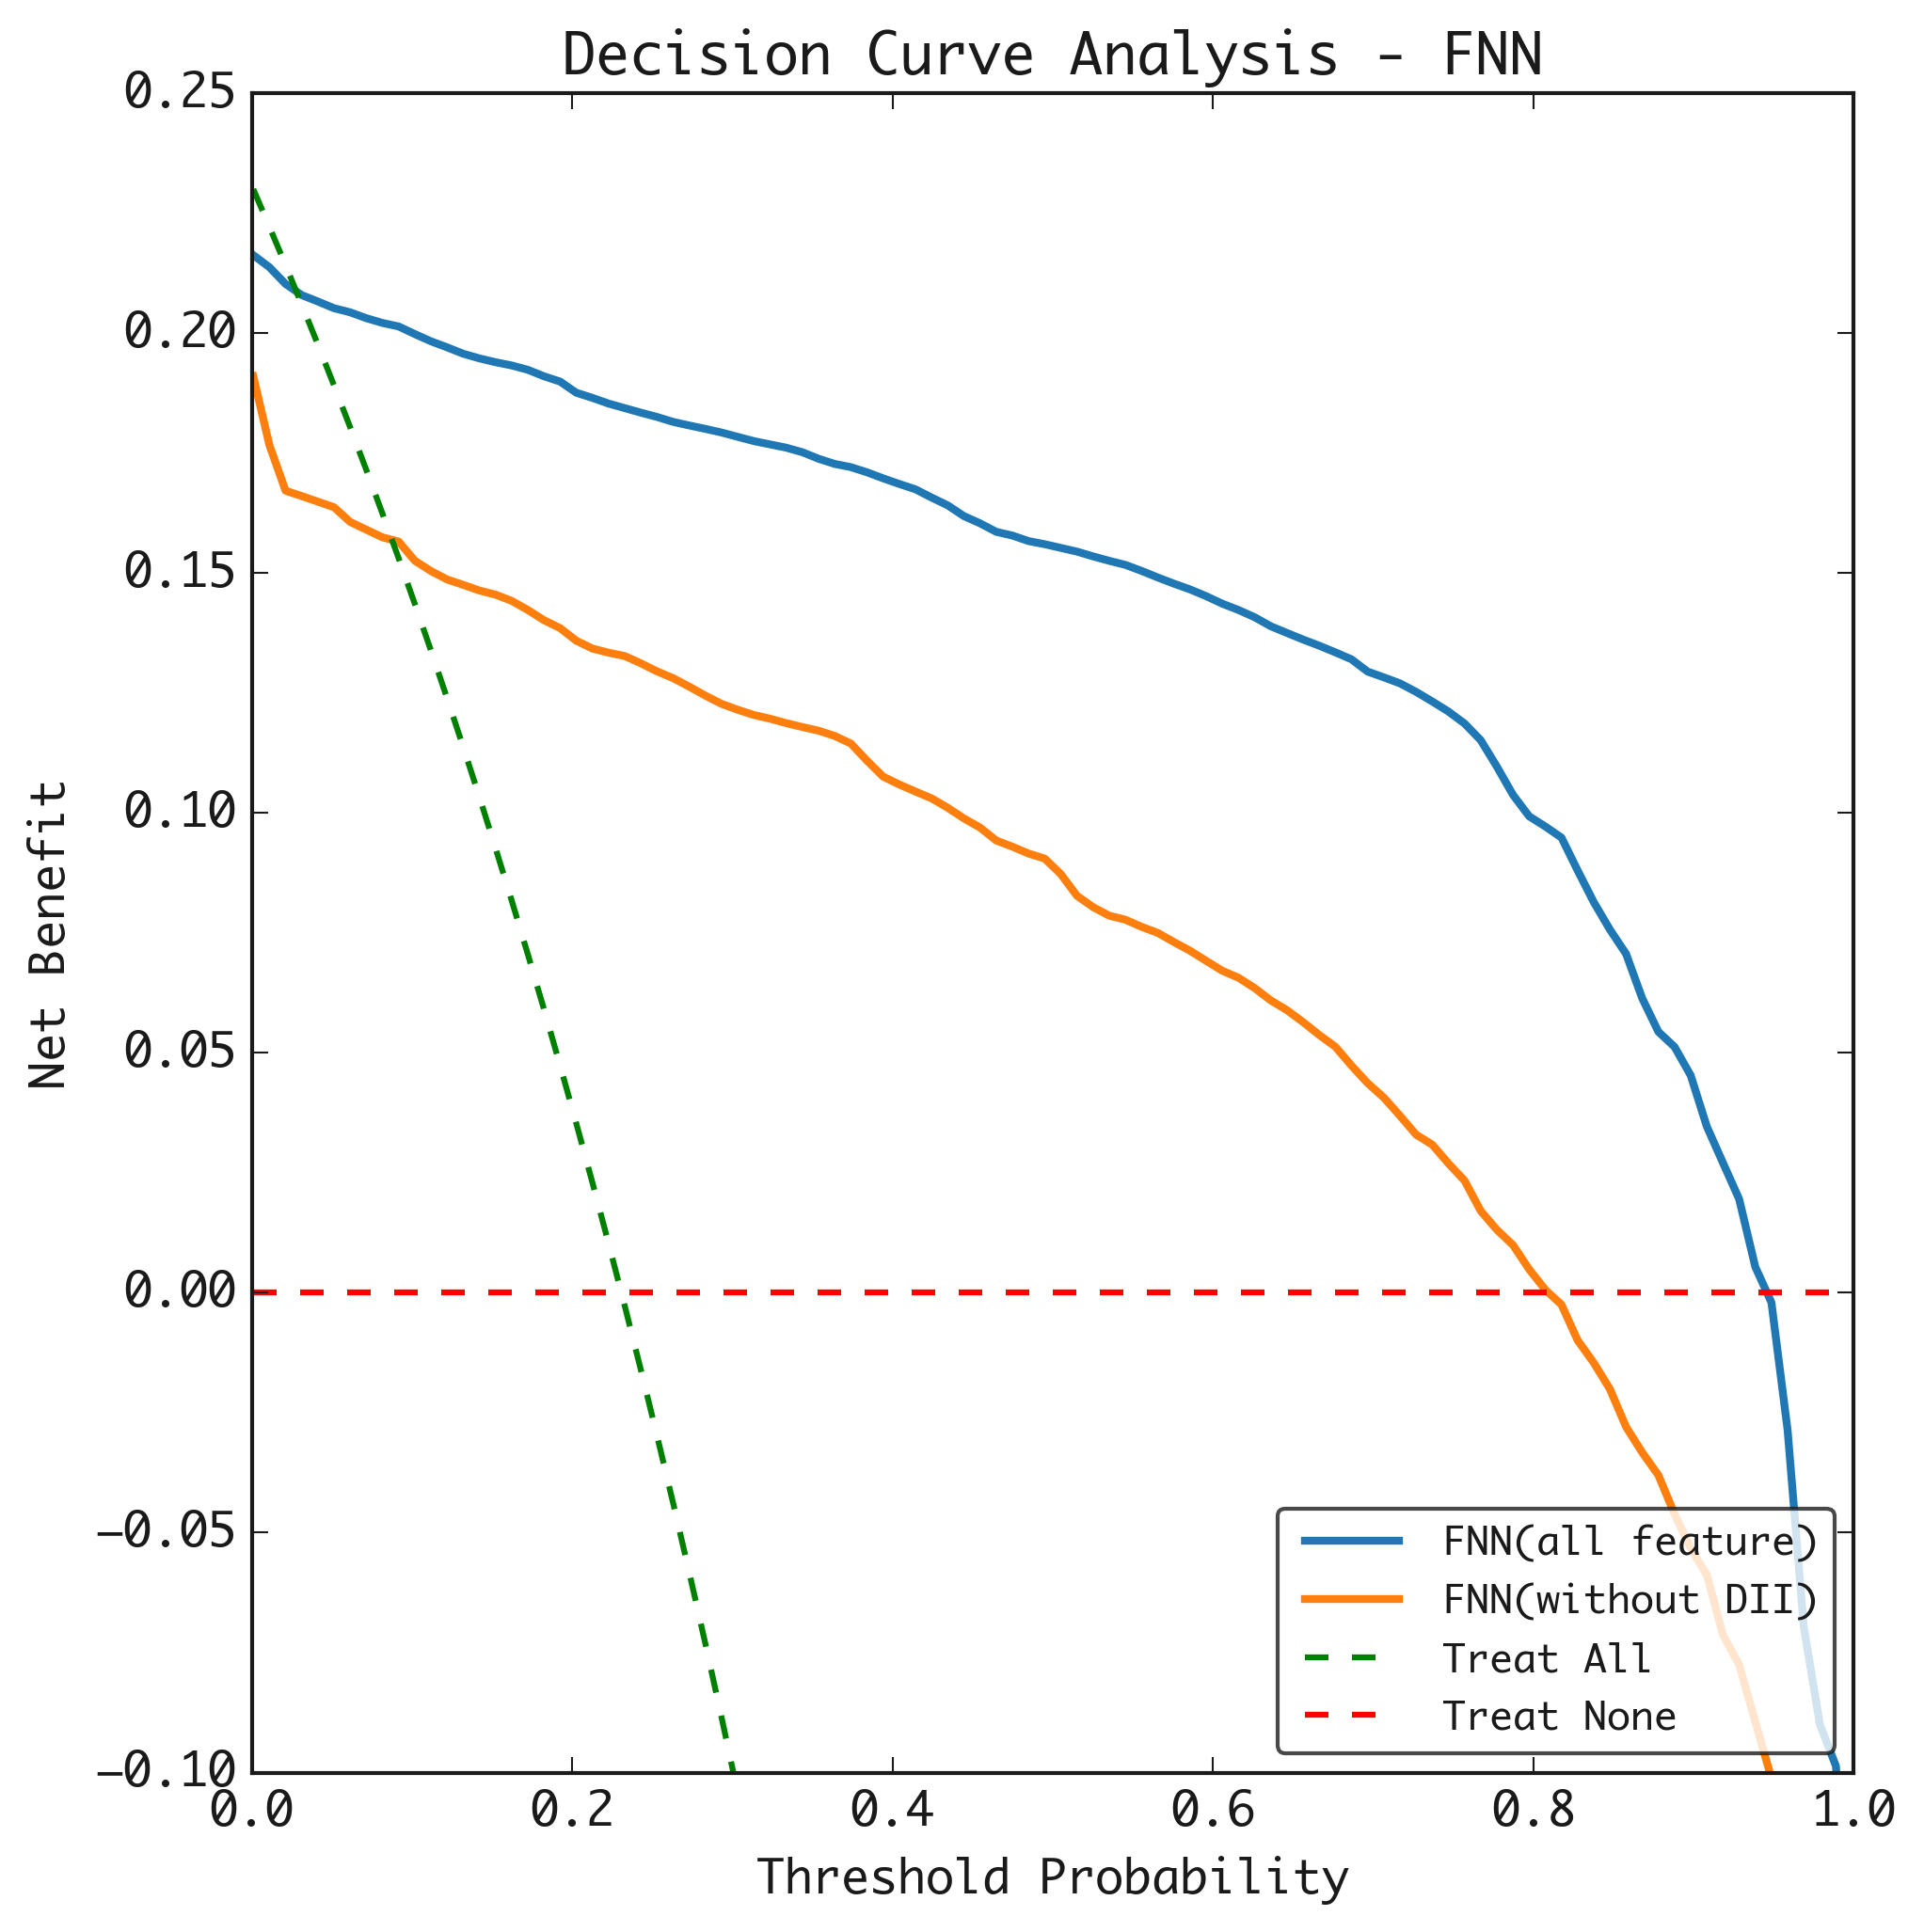 Decision Curve Analysis - FNN
0.25
0.20
0.15
0.10
0.05
0.00
−0.05
−0.10
Net Benefit
0.0 0.2 0.4 0.6 0.8 1.0
Threshold Probability
FNN(all feature)
FNN(without DII)
Treat All
Treat None